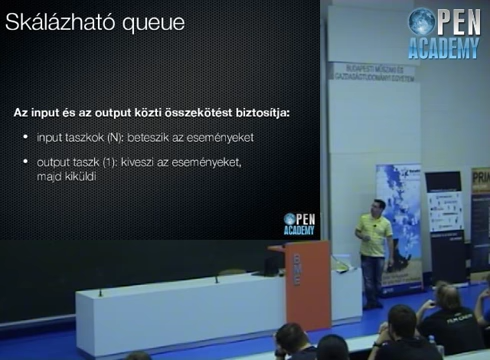 Skálázható queue
OPEN
ACADEMY
BUDAPESTI MŰSZAKI ÉS
GAZDASÁGTUDOMÁNYI EGYETEM
Az input és az output közti összekötést biztosítja:
• input taszkok (N): beteszik az eseményeket
• output taszk (1): kiveszi az eseményeket,
majd kiküldi
OPEN
ACADEMY